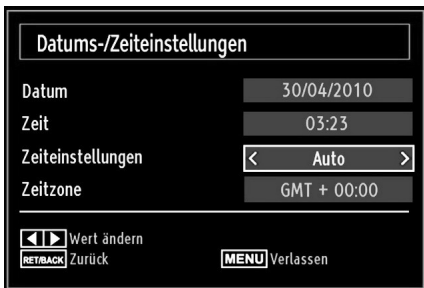 Datums-/Zeiteinstellungen
Datum 30/04/2010
Zeit 03:23
Zeiteinstellungen < Auto >
Zeitzone GMT + 00:00
Wert ändern
RET/BACK Zurück MENU Verlassen